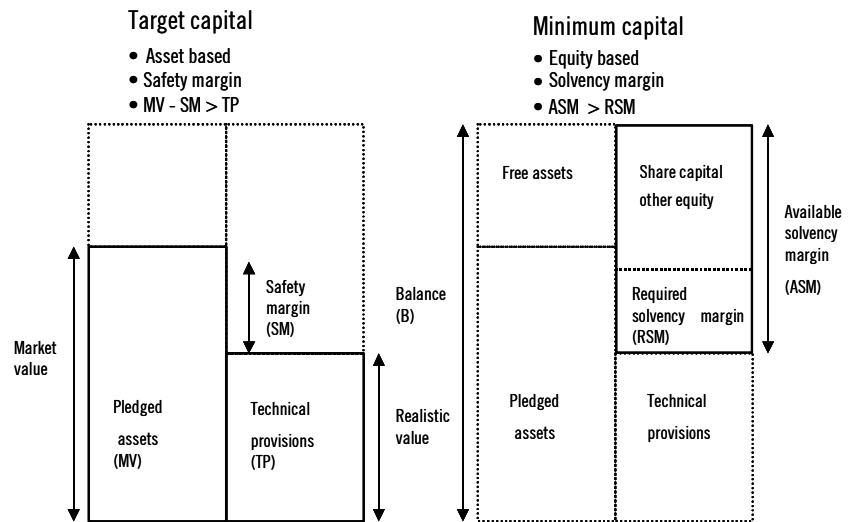 Target capital
• Asset based
• Safety margin
• MV - SM > TP
Market
value
Pledged
assets
(MV)
Safety
margin
(SM)
Technical
provisions
(TP)
Balance
(B)
Realistic
value
Minimum capital
• Equity based
• Solvency margin
• ASM > RSM
Free assets
Share capital
other equity
Required
solvency margin
(RSM)
Pledged
assets
Technical
provisions
Available
solvency
margin
(ASM)